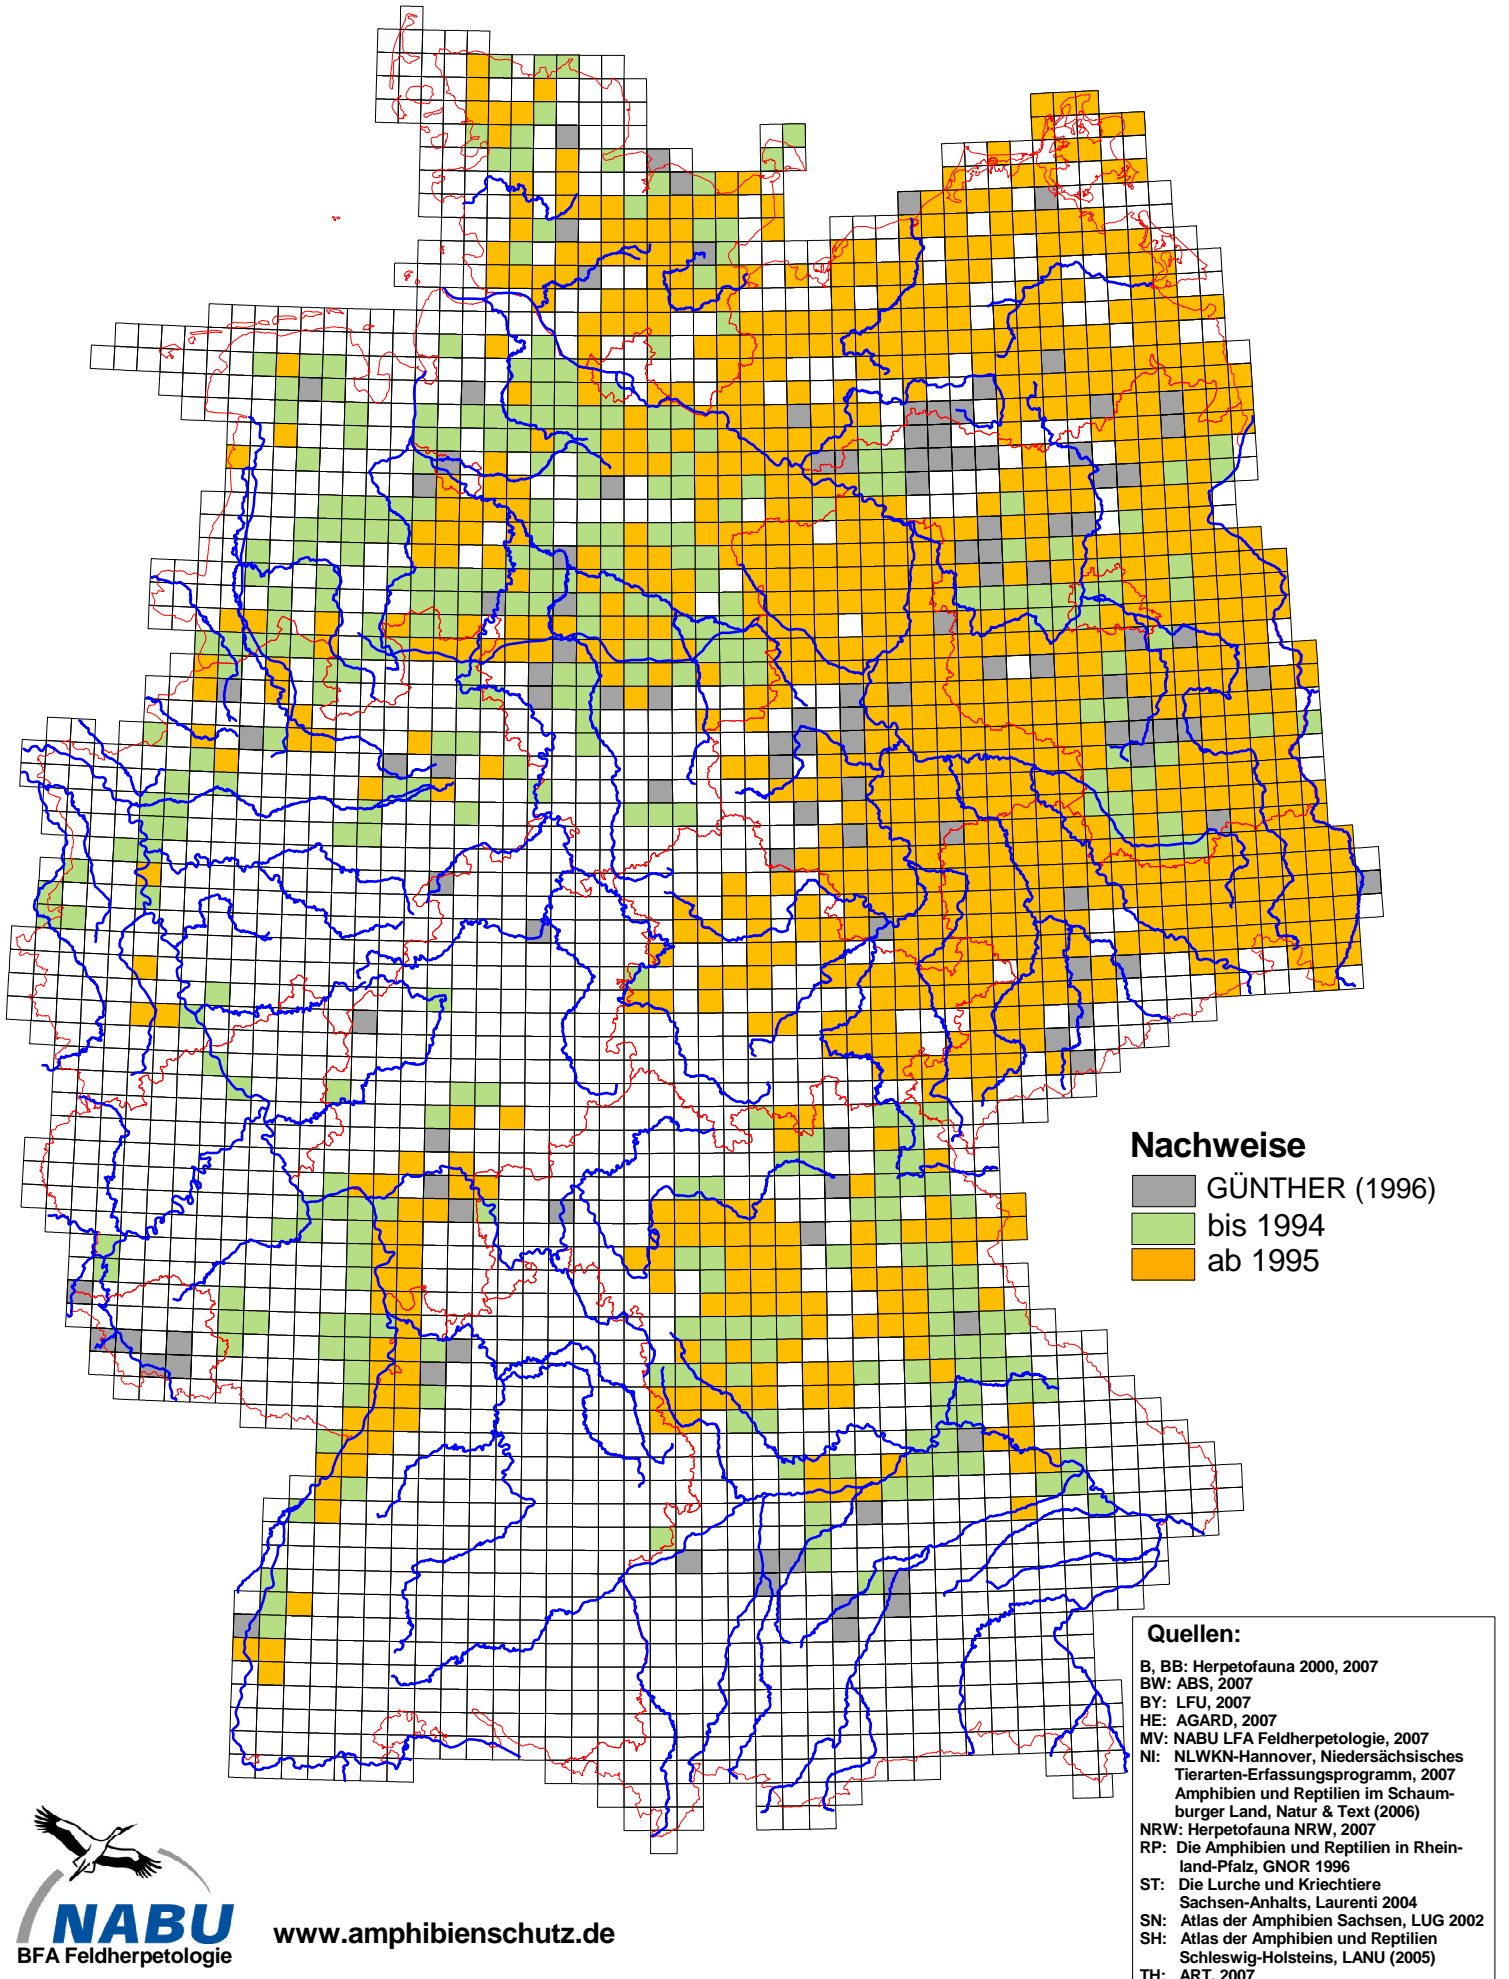 Nachweise
GÜNTHER (1996)
bis 1994
ab 1995
Quellen:
B, BB: Herpetofauna 2000, 2007
BW: ABS, 2007
BY: LFU, 2007
HE: AGARD, 2007
MV: NABU LFA Feldherpetologie, 2007
NI: NLWKN-Hannover, Niedersächsisches
Tierarten-Erfassungsprogramm, 2007
Amphibien und Reptilien im Schaum-
burger Land, Natur & Text (2006)
NRW: Herpetofauna NRW, 2007
RP: Die Amphibien und Reptilien in Rhein-
land-Pfalz, GNOR 1996
ST: Die Lurche und Kriechtiere
Sachsen-Anhalts, Laurenti 2004
SN: Atlas der Amphibien Sachsen, LUG 2002
SH: Atlas der Amphibien und Reptilien
Schleswig-Holsteins, LANU (2005)
TH: ART, 2007
NABU
BFA Feldherpetologie
www.amphibienschutz.de